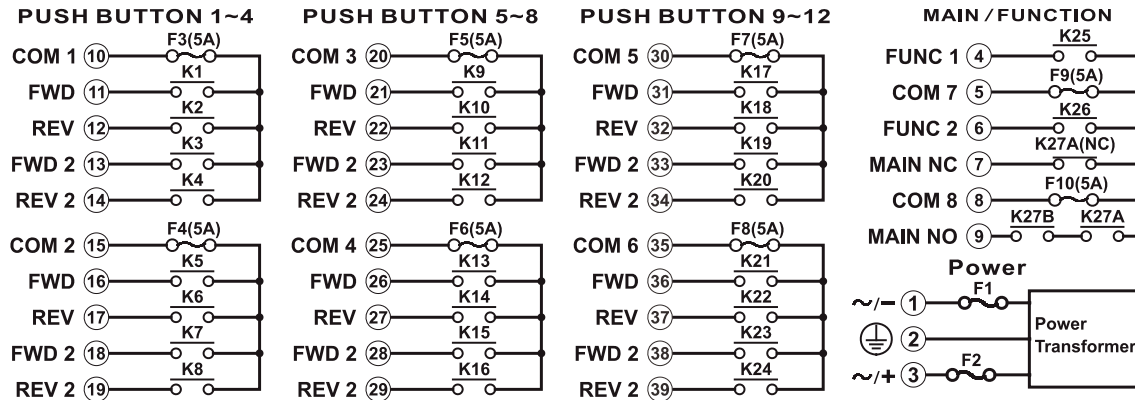 PUSH BUTTON 1~4
F3(5A)
COM 1 10
K1
FWD 11
K2
REV 12
K3
FWD 2 13
K4
REV 2 14
F4(5A)
COM 2 15
K5
FWD 16
K6
REV 17
K7
FWD 2 18
K8
REV 2 19
PUSH BUTTON 5~8
F5(5A)
COM 3 20
K9
FWD 21
K10
REV 22
K11
FWD 2 23
K12
REV 2 24
F6(5A)
COM 4 25
K13
FWD 26
K14
REV 27
K15
FWD 2 28
K16
REV 2 29
PUSH BUTTON 9~12
F7(5A)
COM 5 30
K17
FWD 31
K18
REV 32
K19
FWD 2 33
K20
REV 2 34
F8(5A)
COM 6 35
K21
FWD 36
K22
REV 37
K23
FWD 2 38
K24
REV 2 39
MAIN / FUNCTION
K25
FUNC 1 4
F9(5A)
COM 7 5
K26
FUNC 2 6
K27A(NC)
MAIN NC 7
F10(5A)
COM 8 8
K27B K27A
MAIN NO 9
Power
F1
~/− 1
2
F2
~/+ 3
Power
Transformer